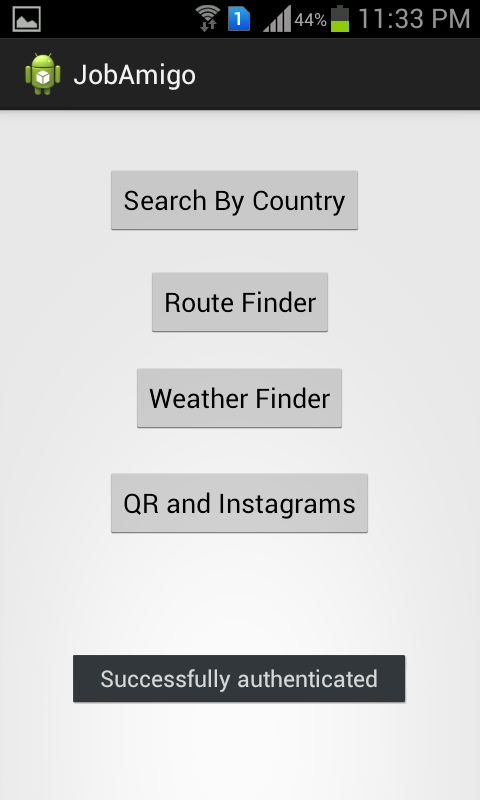 1 44% 11:33 PM
JobAmigo
Search By Country
Route Finder
Weather Finder
QR and Instagrams
Successfully authenticated